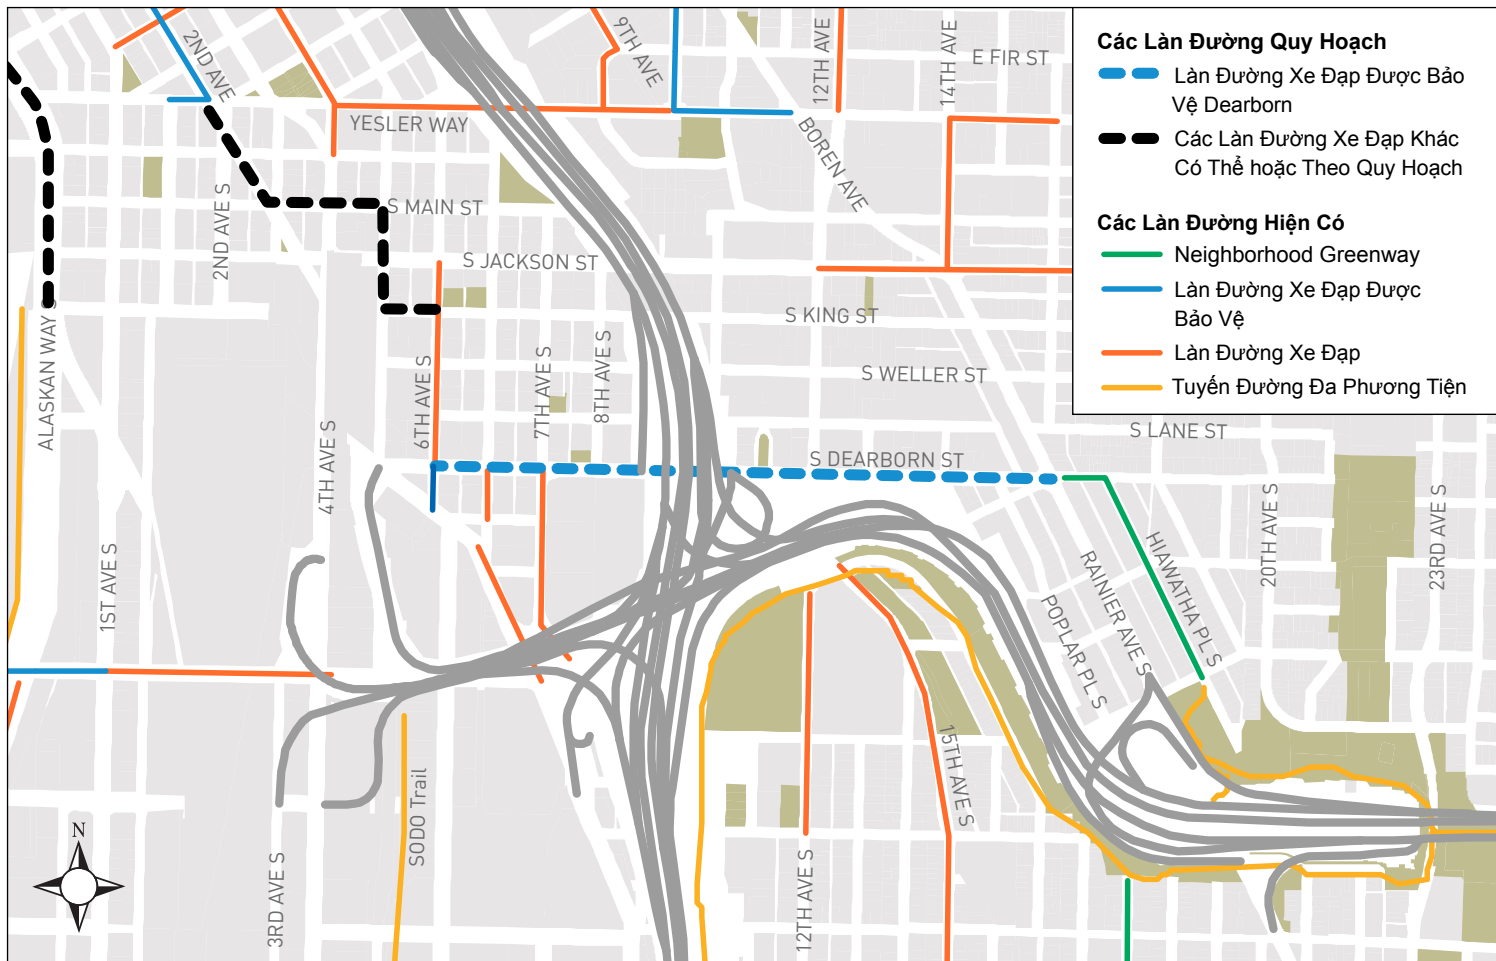 Các Làn Đường Quy Hoạch
Làn Đường Xe Đạp Được Bảo
Vệ Dearborn
Các Làn Đường Xe Đạp Khác
Có Thể hoặc Theo Quy Hoạch
Các Làn Đường Hiện Có
Neighborhood Greenway
Làn Đường Xe Đạp Được
Bảo Vệ
Làn Đường Xe Đạp
Tuyến Đường Đa Phương Tiện
2ND AVE
9TH AVE
12TH AVE
14TH AVE
E FIR ST
YESLER WAY
BOREN AVE
2ND AVE S
S MAIN ST
S JACKSON ST
S KING ST
ALASKAN WAY S
6TH AVE S
7TH AVE S
8TH AVE S
S WELLER ST
4TH AVE S
S LANE ST
S DEARBORN ST
1ST AVE S
HIAWATHA PL S
20TH AVE S
23RD AVE S
RAINIER AVE S
POPLAR PL S
15TH AVE S
SODO Trail
N
3RD AVE S
12TH AVE S